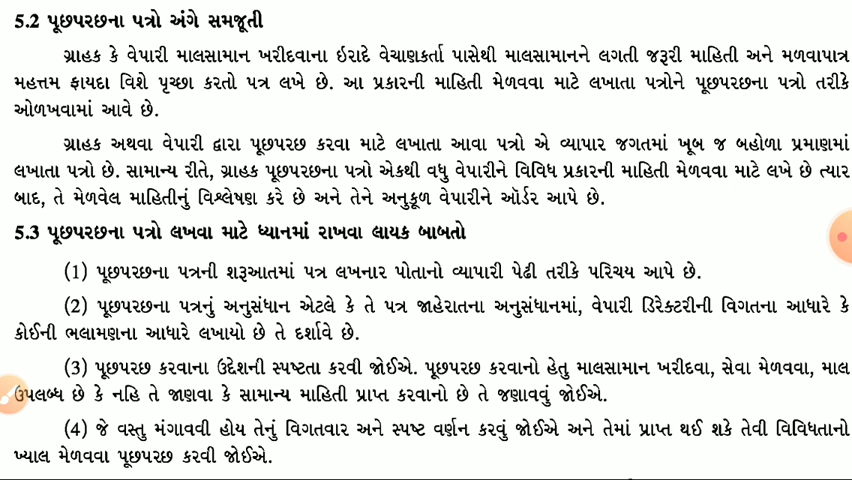 5.2 પૂછપરછના પત્રો અંગે સમજૂતી
ગ્રાહક કે વેપારી માલસામાન ખરીદવાના ઇરાદે વેચાણકર્તા પાસેથી માલસામાનને લગતી જરૂરી માહિતી અને મળવાપાત્ર
મહત્તમ ફાયદા વિશે પૃચ્છા કરતો પત્ર લખે છે. આ પ્રકારની માહિતી મેળવવા માટે લખાતા પત્રોને પૂછપરછના પત્રો તરીકે
ઓળખવામાં આવે છે.
ગ્રાહક અથવા વેપારી દ્વારા પૂછપરછ કરવા માટે લખાતા આવા પત્રો એ વ્યાપાર જગતમાં ખૂબ જ બહોળા પ્રમાણમાં
લખાતા પત્રો છે. સામાન્ય રીતે, ગ્રાહક પૂછપરછના પત્રો એકથી વધુ વેપારીને વિવિધ પ્રકારની માહિતી મેળવવા માટે લખે છે ત્યાર
બાદ, તે મેળવેલ માહિતીનું વિશ્લેષણ કરે છે અને તેને અનુકૂળ વેપારીને ઑર્ડર આપે છે.
5.3 પૂછપરછના પત્રો લખવા માટે ધ્યાનમાં રાખવા લાયક બાબતો
(1) પૂછપરછના પત્રની શરૂઆતમાં પત્ર લખનાર પોતાનો વ્યાપારી પેઢી તરીકે પરિચય આપે છે.
(2) પૂછપરછના પત્રનું અનુસંધાન એટલે કે તે પત્ર જાહેરાતના અનુસંધાનમાં, વેપારી ડિરેક્ટરીની વિગતના આધારે કે
કોઈની ભલામણના આધારે લખાયો છે તે દર્શાવે છે.
(3) પૂછપરછ કરવાના ઉદ્દેશની સ્પષ્ટતા કરવી જોઈએ. પૂછપરછ કરવાનો હેતુ માલસામાન ખરીદવા, સેવા મેળવવા, માલ
ઉપલબ્ધ છે કે નહિ તે જાણવા કે સામાન્ય માહિતી પ્રાપ્ત કરવાનો છે તે જણાવવું જોઈએ.
(4) જે વસ્તુ મંગાવવી હોય તેનું વિગતવાર અને સ્પષ્ટ વર્ણન કરવું જોઈએ અને તેમાં પ્રાપ્ત થઈ શકે તેવી વિવિધતાનો
ખ્યાલ મેળવવા પૂછપરછ કરવી જોઈએ.